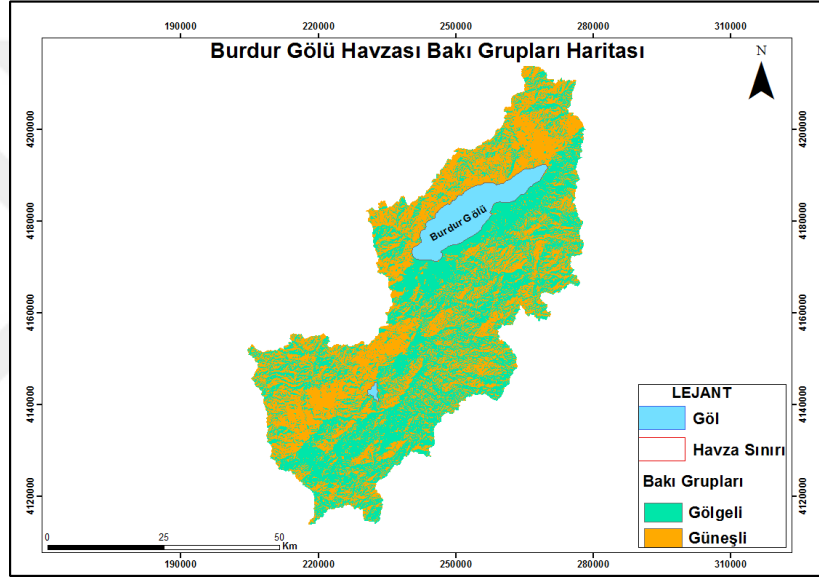 190000 220000 250000 280000 310000
Burdur Gölü Havzası Bakı Grupları Haritası
N
4200000 4200000
4180000 4180000
Burdur Gölü
4160000 4160000
4140000 4140000
LEJANT
Göl
Havza Sınırı
Bakı Grupları
Gölgeli
Güneşli
4120000 4120000
0 25 50
Km
190000 220000 250000 280000 310000